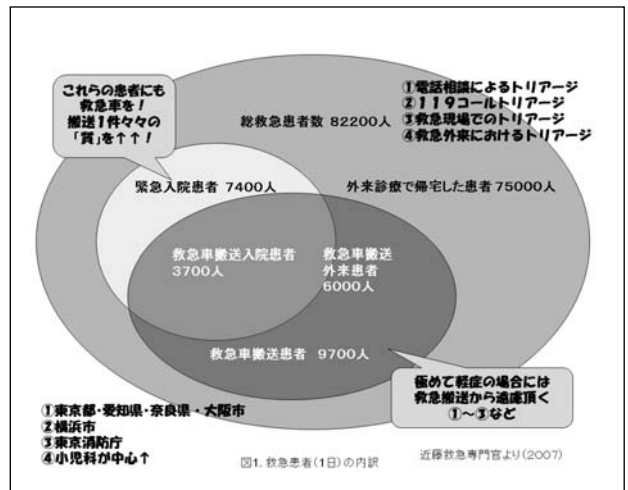 これらの患者にも
救急車を！
搬送1件々々の
「質」を↑↑！
①電話相談によるトリアージ
②119コールトリアージ
③救急現場でのトリアージ
④救急外来におけるトリアージ
総救急患者数 82200人
緊急入院患者 7400人
外来診療で帰宅した患者 75000人
救急車搬送入院患者
3700人
救急車搬送
外来患者
6000人
救急車搬送患者 9700人
極めて軽症の場合には
救急搬送から遠慮頂く
①～③など
①東京都・愛知県・奈良県・大阪市
②横浜市
③東京消防庁
④小児科が中心↑
図1. 救急患者(1日)の内訳
近藤救急専門官より(2007)